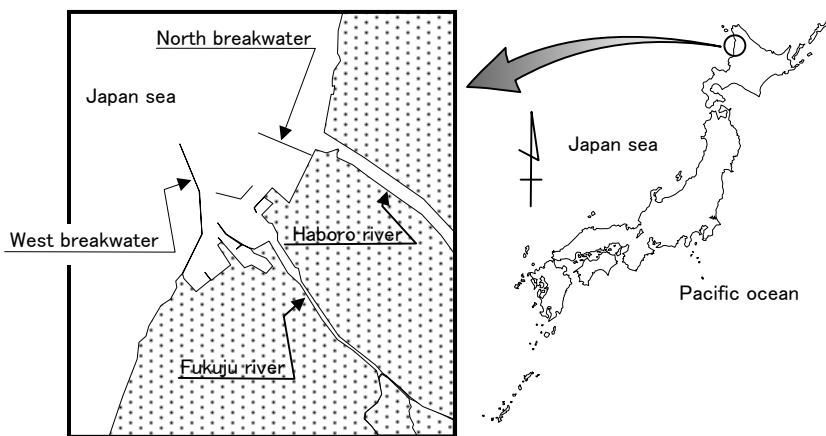 North breakwater
Japan sea
West breakwater
Haboro river
Fukuju river
Japan sea
Pacific ocean